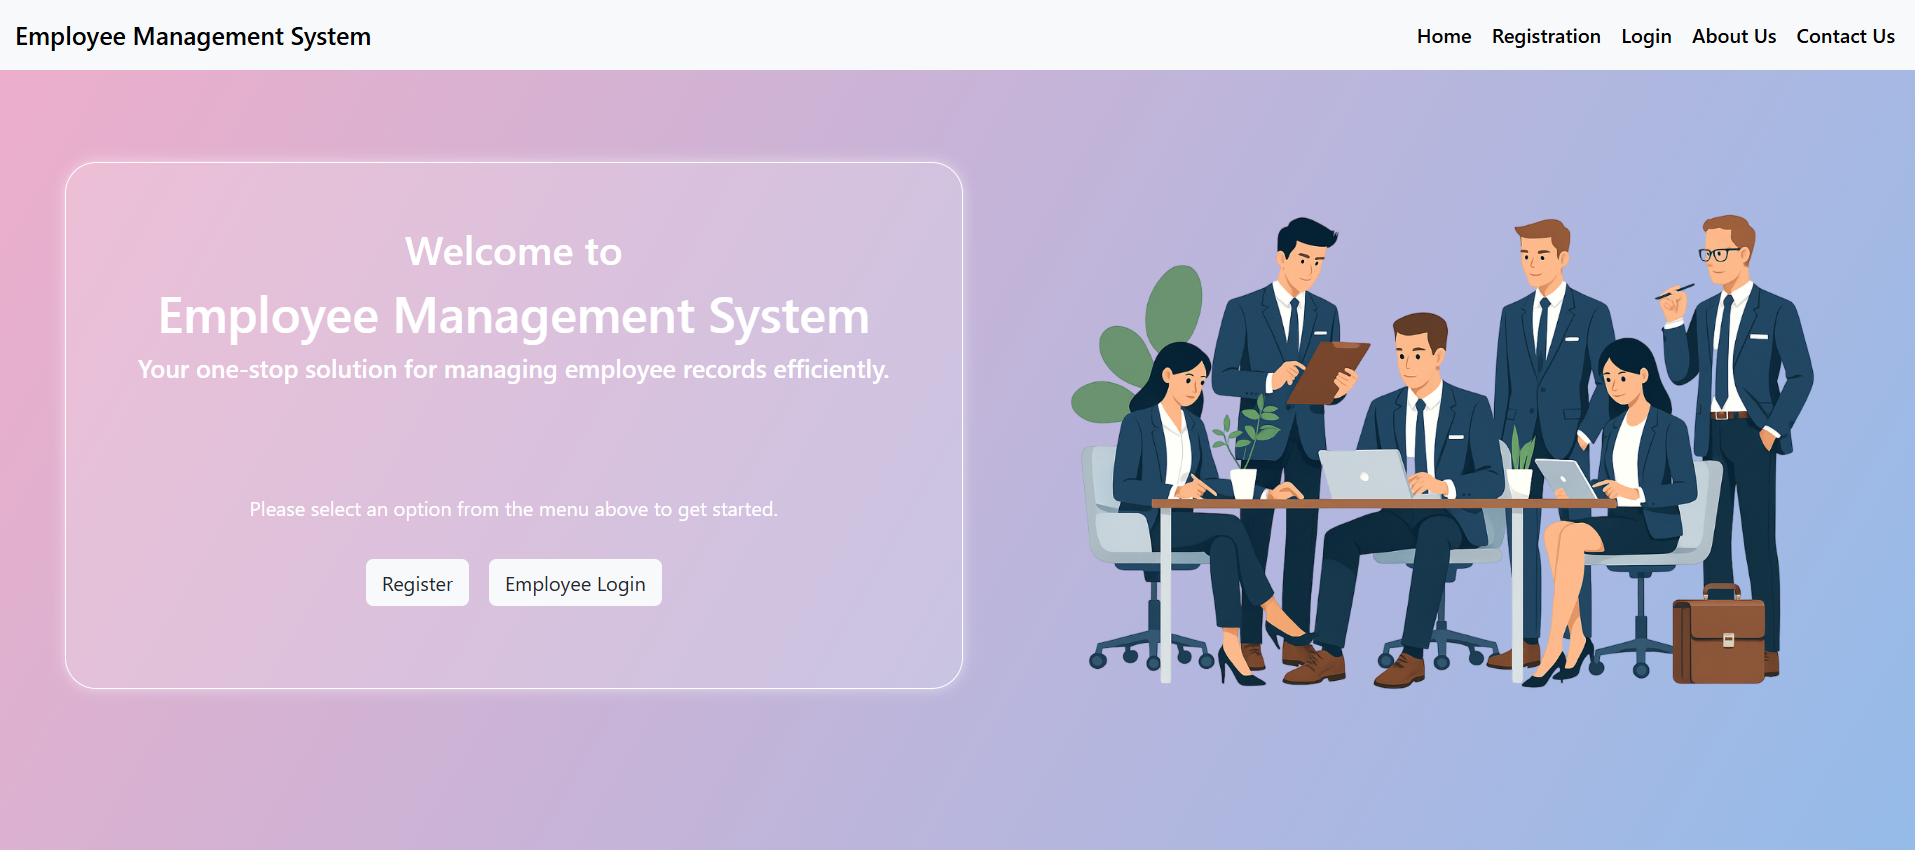 Employee Management System
Home Registration Login About Us Contact Us
Welcome to
Employee Management System
Your one-stop solution for managing employee records efficiently.
Please select an option from the menu above to get started.
Register Employee Login